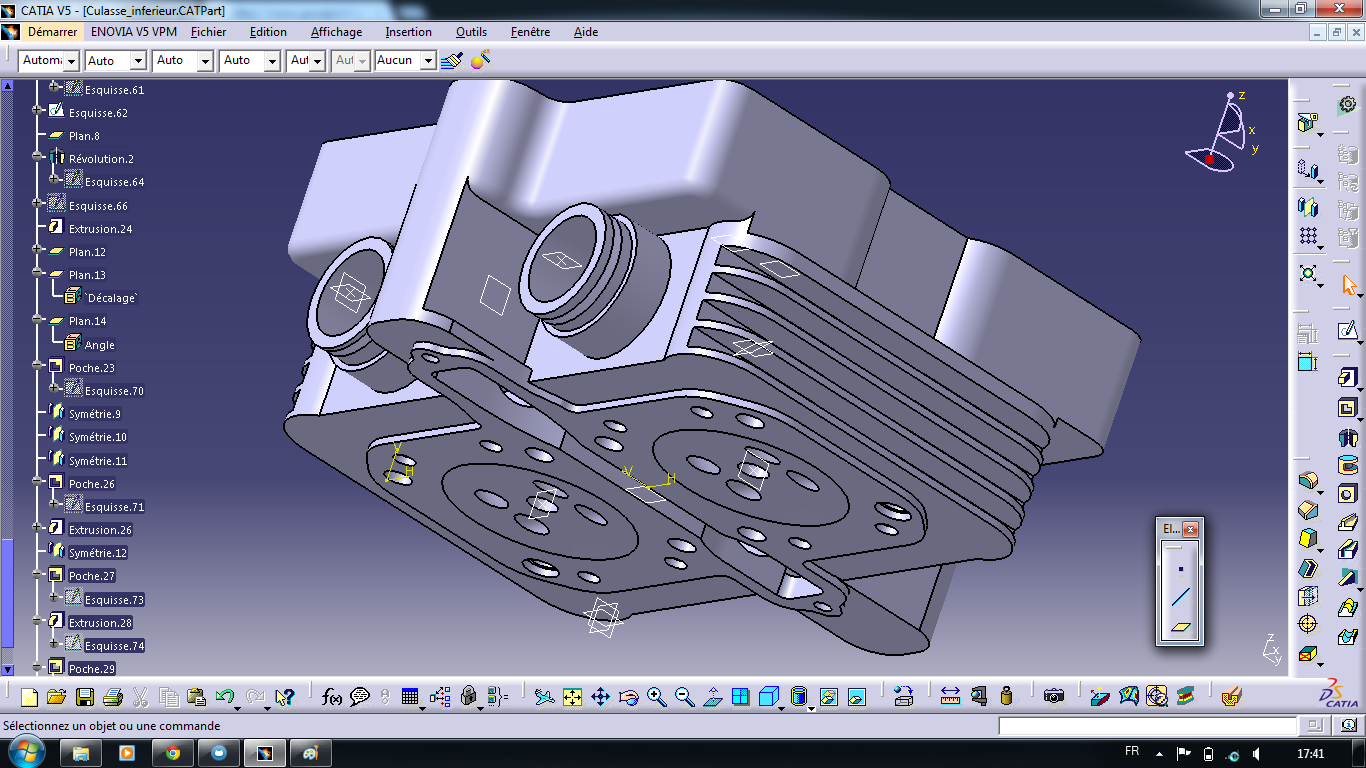 CATIA V5 - [Culasse_inferieur.CATPart]
Démarrer ENOVIA V5 VPM Fichier Edition Affichage Insertion Outils Fenêtre Aide
Autom Auto Auto Auto Aut Aut Aucun
Esquisse.61
Esquisse.62
Plan.8
Révolution.2
Esquisse.64
Esquisse.66
Extrusion.24
Plan.12
Plan.13
`Décalage`
Plan.14
Angle
Poche.23
Esquisse.70
Symétrie.9
Symétrie.10
Symétrie.11
Poche.26
Esquisse.71
Extrusion.26
Symétrie.12
Poche.27
Esquisse.73
Extrusion.28
Esquisse.74
Poche.29
z
x
y
V
H
V
H
El...
z
x
y
f(x)
CATIA
Sélectionnez un objet ou une commande
FR 17:41